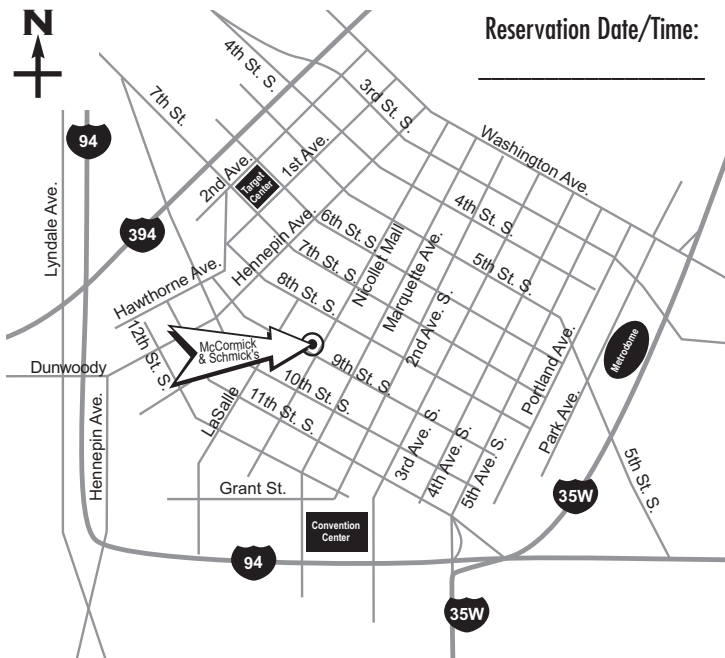 N
Reservation Date/Time:
4th St. S.
3rd St. S.
7th St.
Washington Ave.
94
1st Ave.
2nd Ave.
Target
Center
Lyndale Ave.
4th St. S.
394
Hennepin Ave.
6th St. S.
Nicollet Mall
5th St. S.
7th St. S.
Marquette Ave.
Hawthorne Ave.
8th St. S.
2nd Ave. S.
12th St. S.
McCormick
& Schmick's
9th St. S.
Portland Ave.
Metrodome
Dunwoody
10th St. S.
LaSalle
11th St. S.
Park Ave.
Hennepin Ave.
3rd Ave. S.
4th Ave. S.
5th Ave. S.
5th St. S.
Grant St.
35W
Convention
Center
94
35W